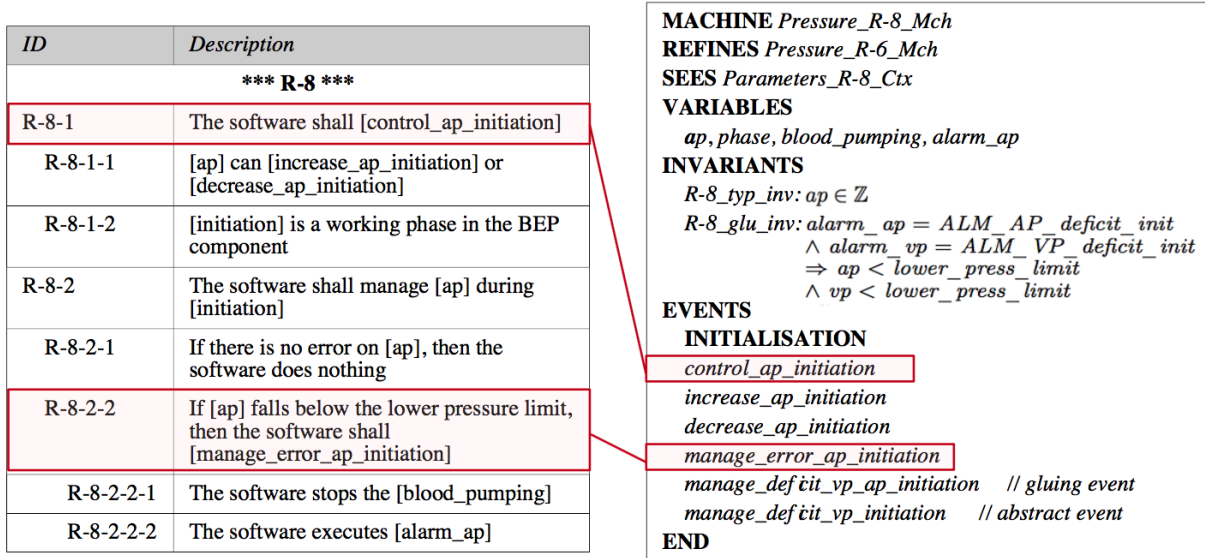 ID Description
*** R-8 ***
R-8-1 The software shall [control_ap_initiation]
R-8-1-1 [ap] can [increase_ap_initiation] or
[decrease_ap_initiation]
R-8-1-2 [initiation] is a working phase in the BEP
component
R-8-2 The software shall manage [ap] during
[initiation]
R-8-2-1 If there is no error on [ap], then the
software does nothing
R-8-2-2 If [ap] falls below the lower pressure limit,
then the software shall
[manage_error_ap_initiation]
R-8-2-2-1 The software stops the [blood_pumping]
R-8-2-2-2 The software executes [alarm_ap]
MACHINE Pressure_R-8_Mch
REFINES Pressure_R-6_Mch
SEES Parameters_R-8_Ctx
VARIABLES
ap, phase, blood_pumping, alarm_ap
INVARIANTS
R-8_typ_inv: ap ∈ ℤ
R-8_glu_inv: alarm_ap = ALM_AP_deficit_init
∧ alarm_vp = ALM_VP_deficit_init
⇒ ap < lower_press_limit
∧ vp < lower_press_limit
EVENTS
INITIALISATION
control_ap_initiation
increase_ap_initiation
decrease_ap_initiation
manage_error_ap_initiation
manage_deficit_vp_ap_initiation // gluing event
manage_deficit_vp_initiation // abstract event
END